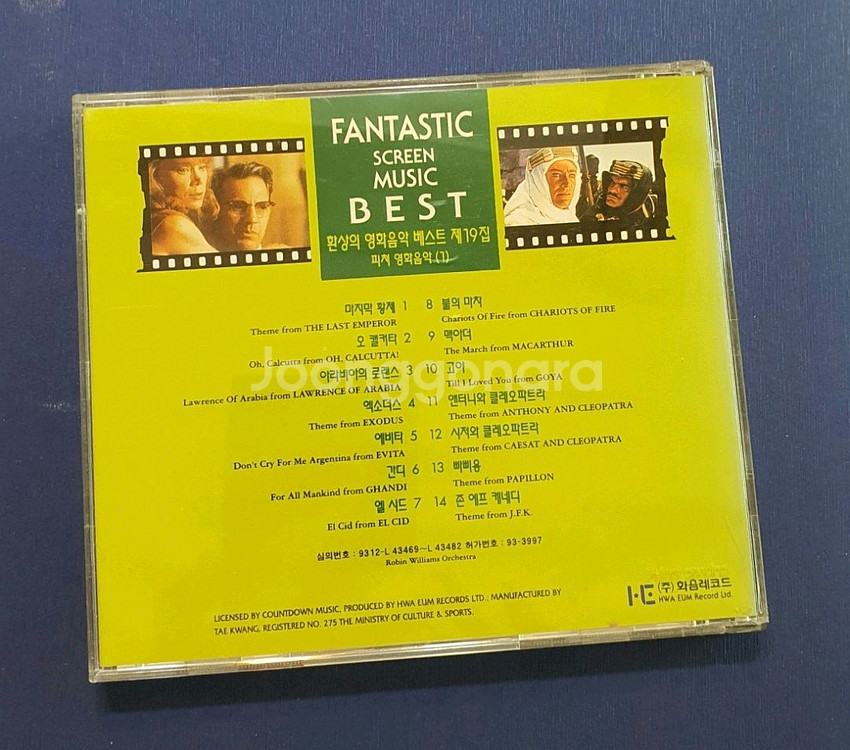 FANTASTIC
SCREEN
MUSIC
BEST
환상의 영화음악 베스트 제19집
피쳐 영화음악 (1)
마지막 황제 1
Theme from THE LAST EMPEROR
오 캘커타 2
Oh, Calcutta from OH, CALCUTTA!
아라비아의 로렌스 3
Lawrence Of Arabia from LAWRENCE OF ARABIA
엑소더스 4
Theme from EXODUS
에비타 5
Don't Cry For Me Argentina from EVITA
간디 6
For All Mankind from GHANDI
엘 시드 7
El Cid from EL CID
8 불의 마차
Chariots Of Fire from CHARIOTS OF FIRE
9 맥아더
The March from MACARTHUR
10 고야
Till I Loved You from GOYA
11 앤터니와 클레오파트라
Theme from ANTHONY AND CLEOPATRA
12 시저와 클레오파트라
Theme from CAESAT AND CLEOPATRA
13 빠삐용
Theme from PAPILLON
14 존 에프 케네디
Theme from J.F.K.
심의번호 : 9312-L 43469~L 43482 허가번호 : 93-3997
Robin Williams Orchestra
LICENSED BY COUNTDOWN MUSIC, PRODUCED BY HWA EUM RECORDS LTD.; MANUFACTURED BY
TAE KWANG, REGISTERED NO. 275 THE MINISTRY OF CULTURE & SPORTS.
HE (주) 화음레코드
HWA EUM Record Ltd.
Joonggonara